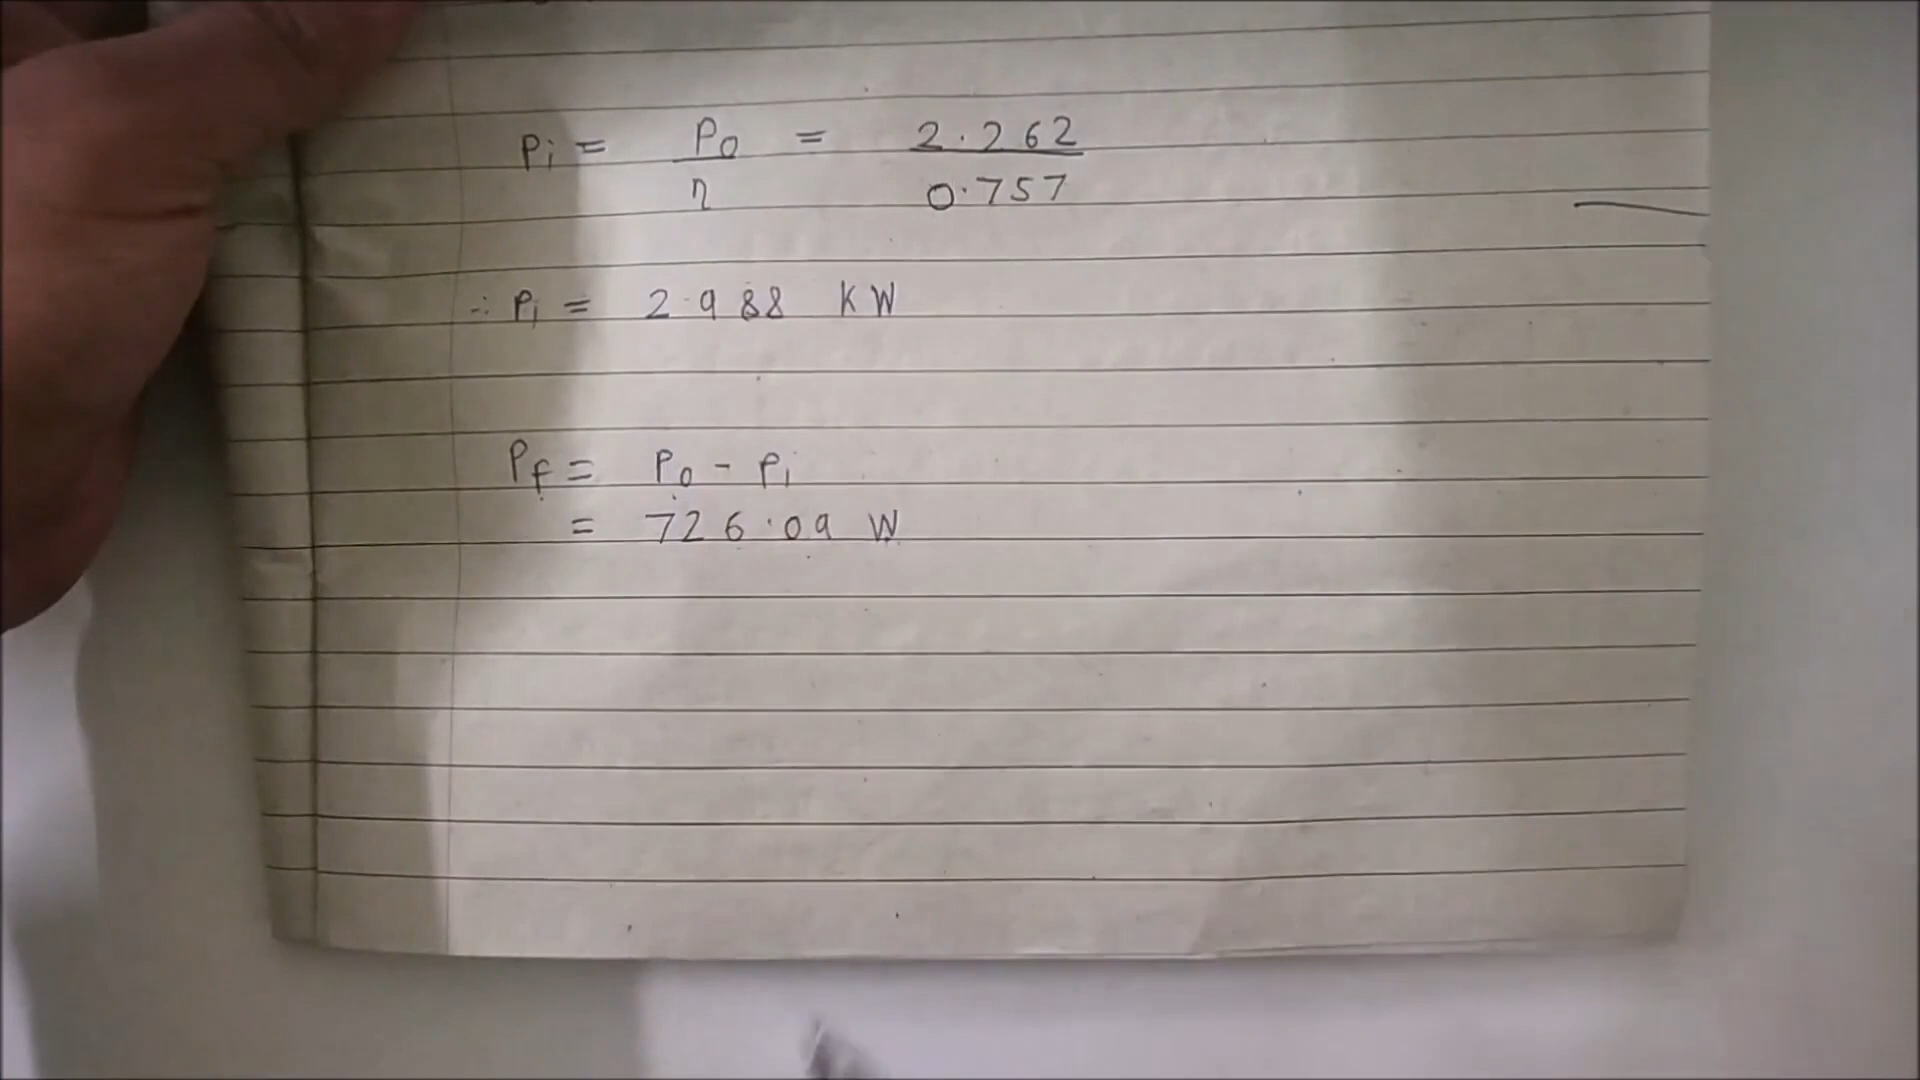 Pi = Po / η = 2.262 / 0.757
∴ Pi = 2.988 KW
Pf = Po - Pi
= 726.09 W